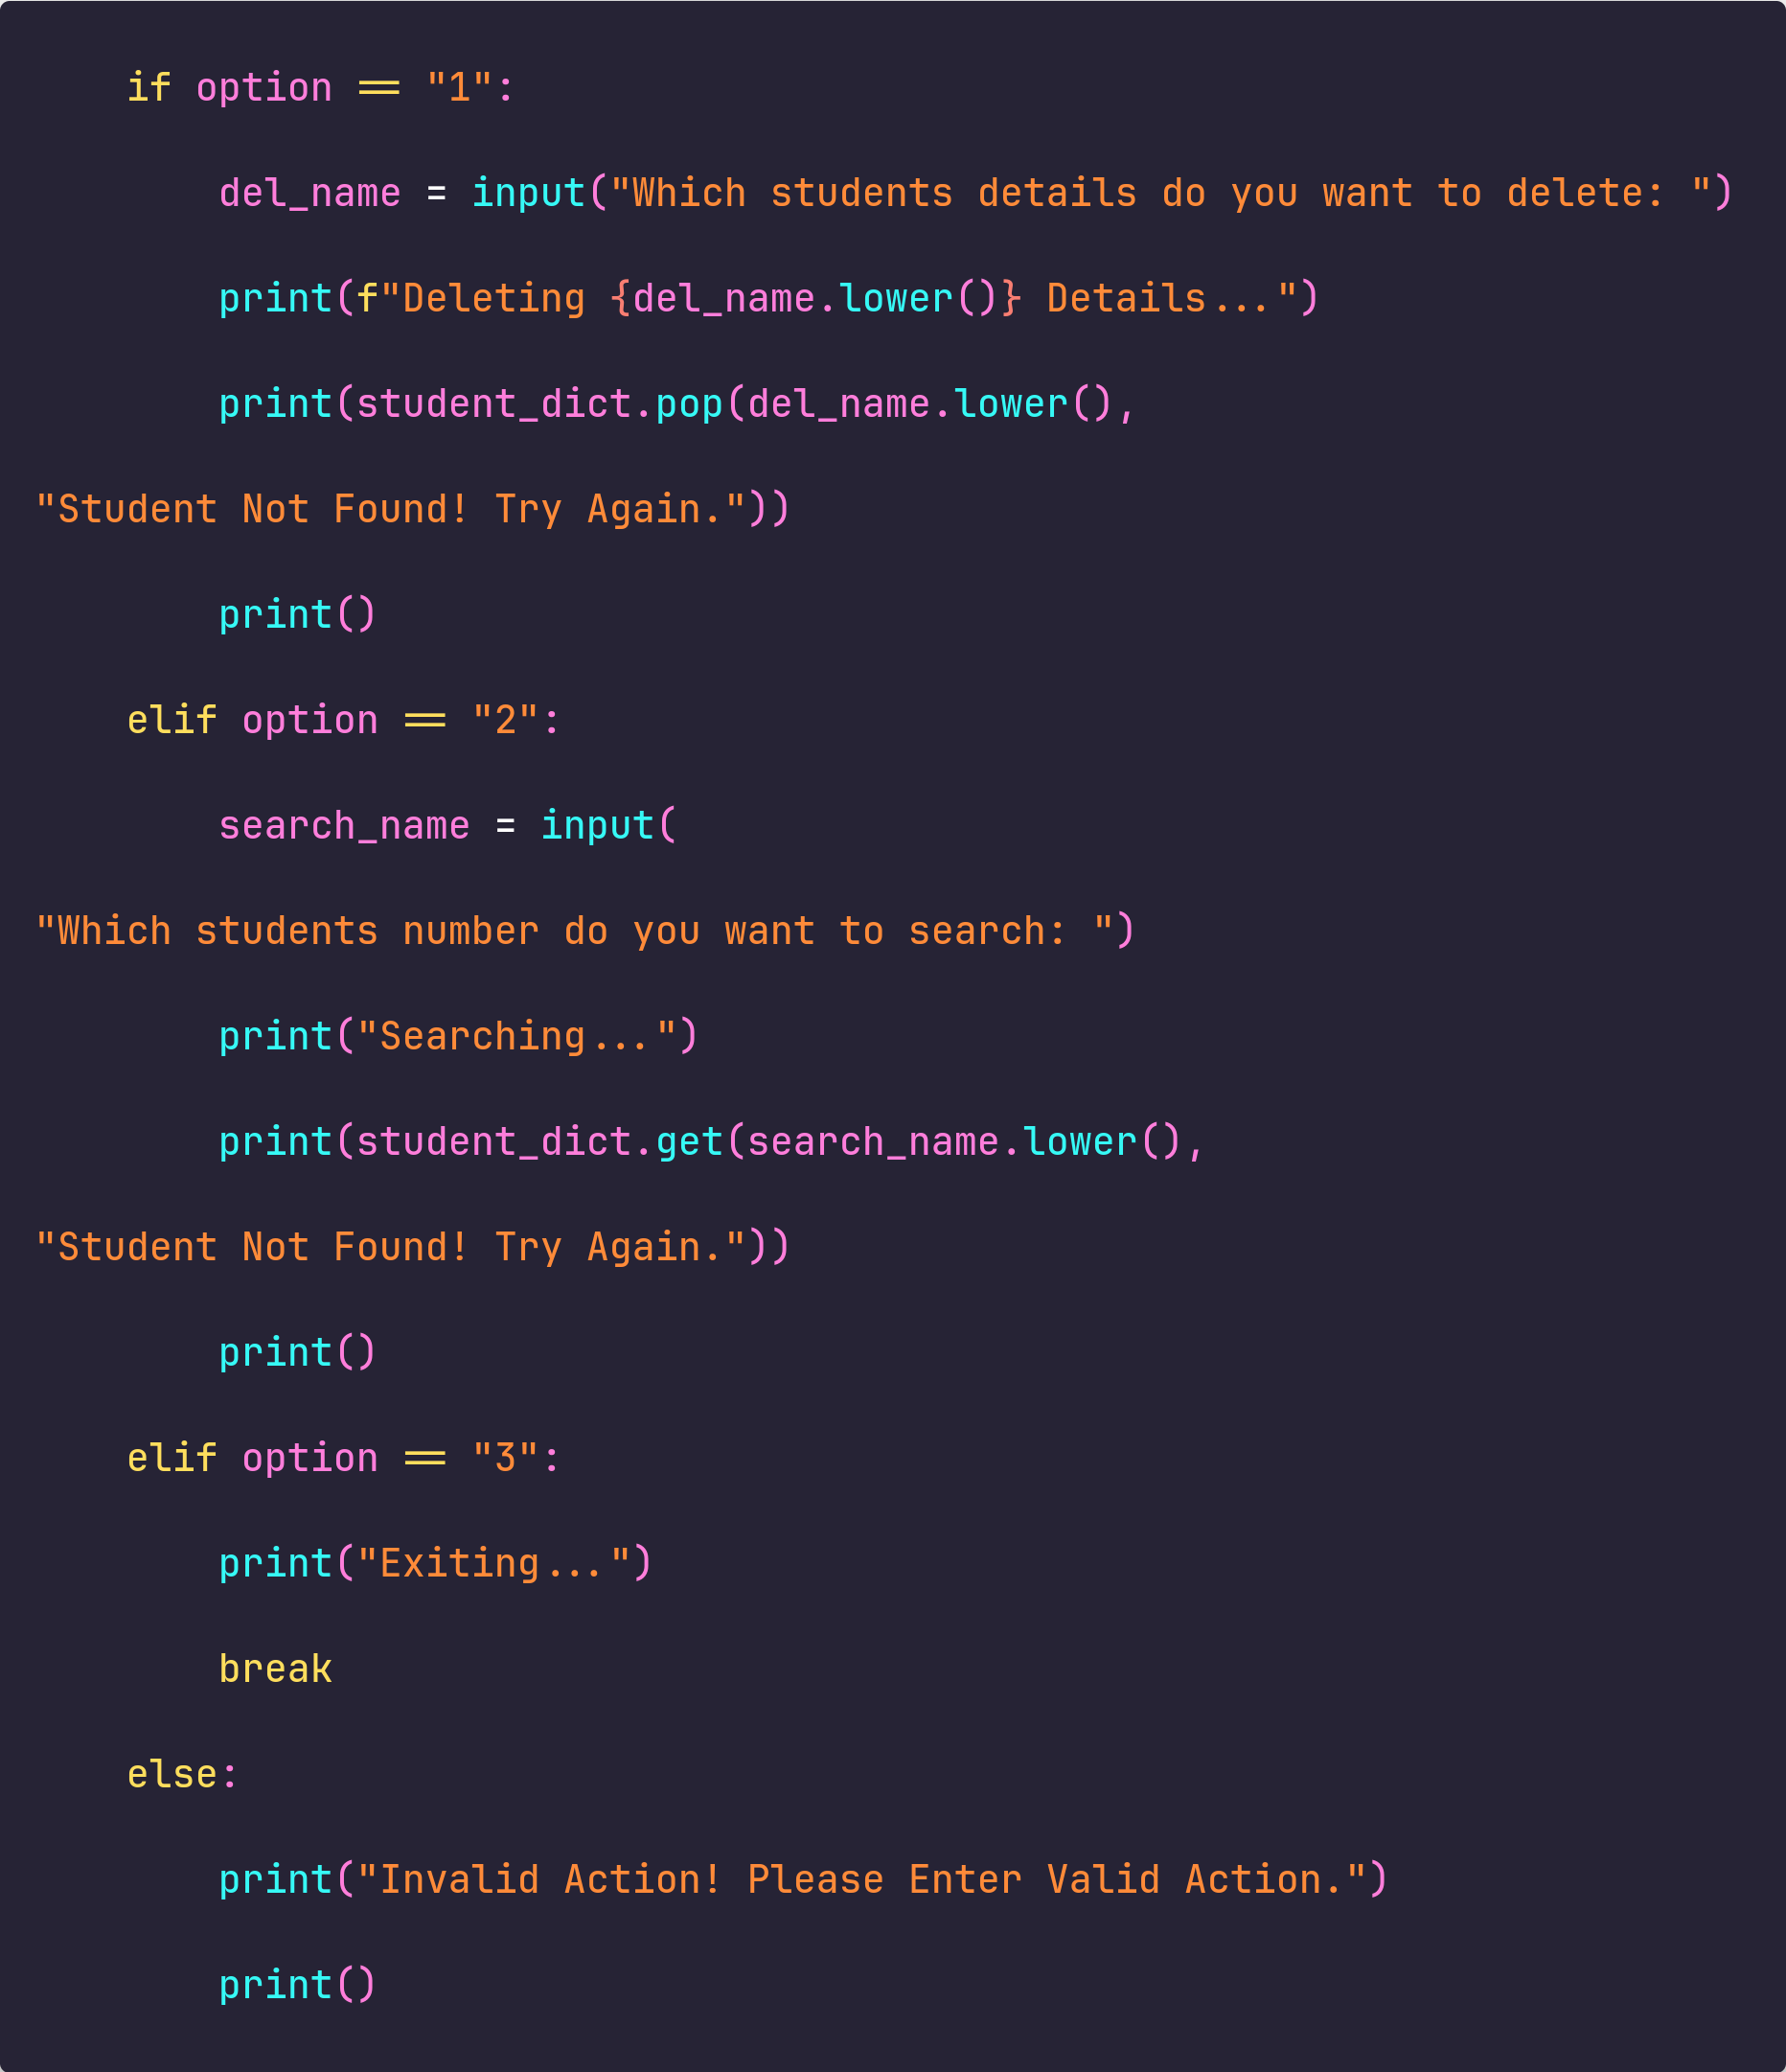 if option == "1":
del_name = input("Which students details do you want to delete: ")
print(f"Deleting {del_name.lower()} Details...")
print(student_dict.pop(del_name.lower(),
"Student Not Found! Try Again."))
print()
elif option == "2":
search_name = input(
"Which students number do you want to search: ")
print("Searching...")
print(student_dict.get(search_name.lower(),
"Student Not Found! Try Again."))
print()
elif option == "3":
print("Exiting...")
break
else:
print("Invalid Action! Please Enter Valid Action.")
print()